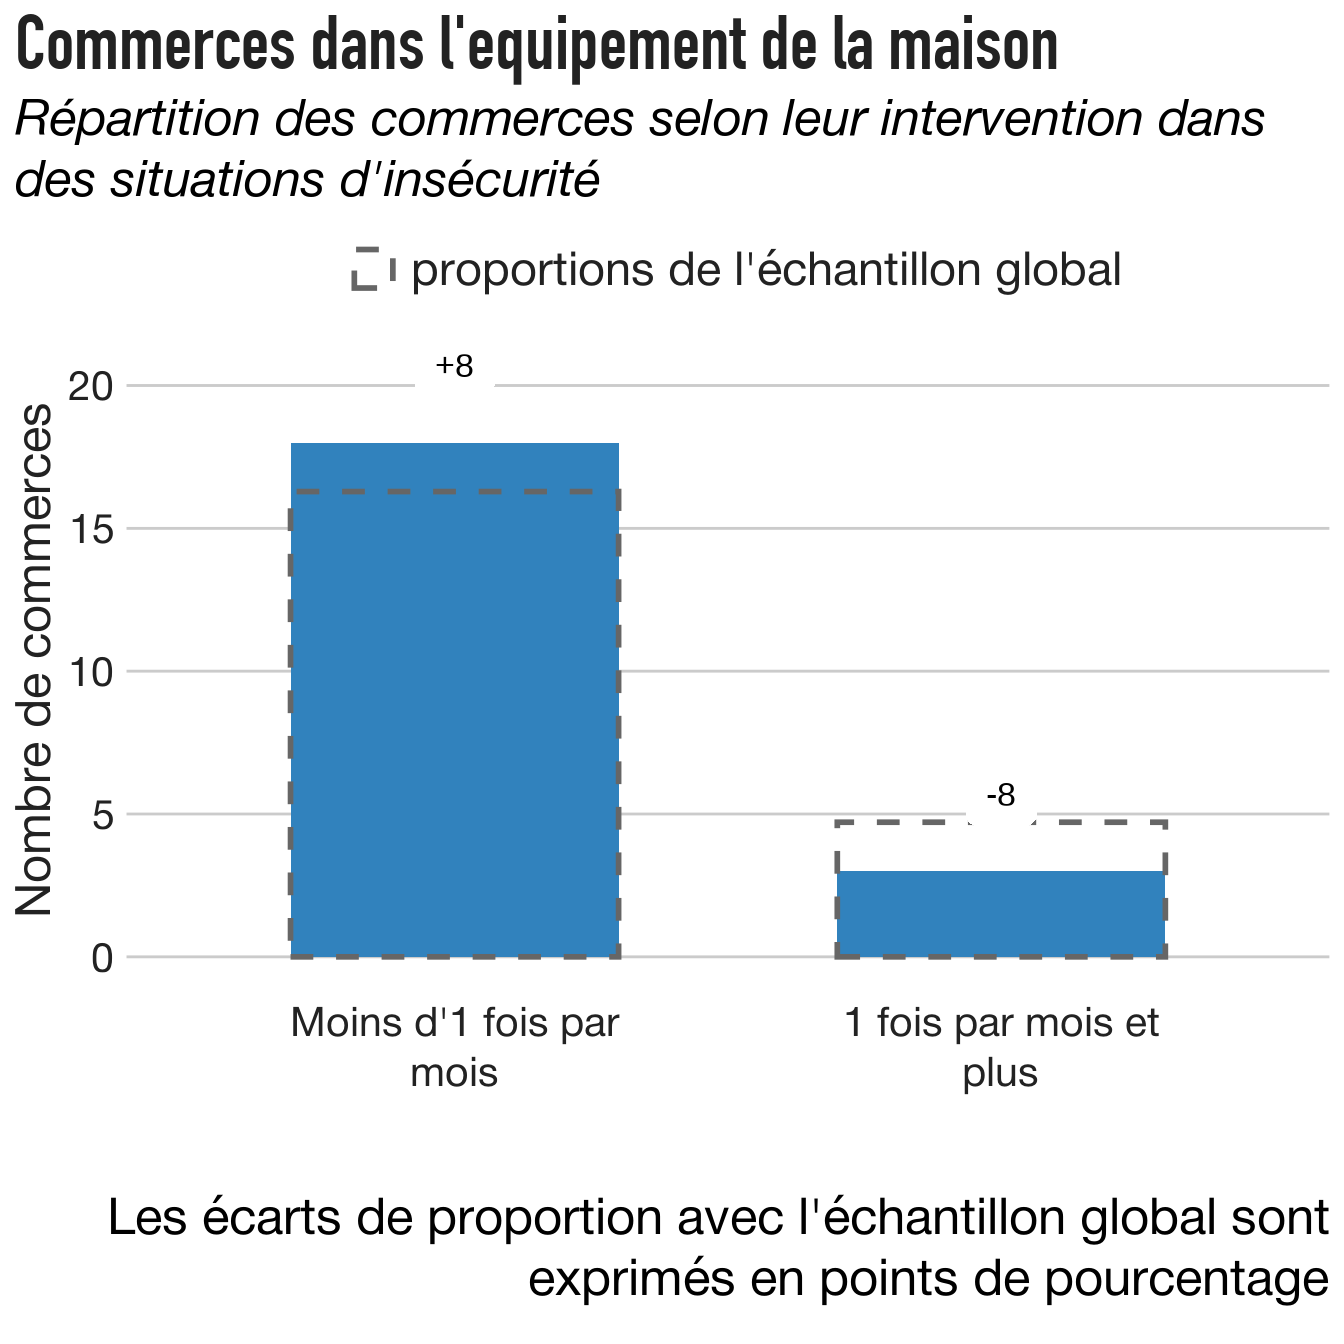 Commerces dans l'equipement de la maison
Répartition des commerces selon leur intervention dans
des situations d'insécurité
proportions de l'échantillon global
+8
20
15
10
5
0
-8
Nombre de commerces
Moins d'1 fois par
mois
1 fois par mois et
plus
Les écarts de proportion avec l'échantillon global sont
exprimés en points de pourcentage